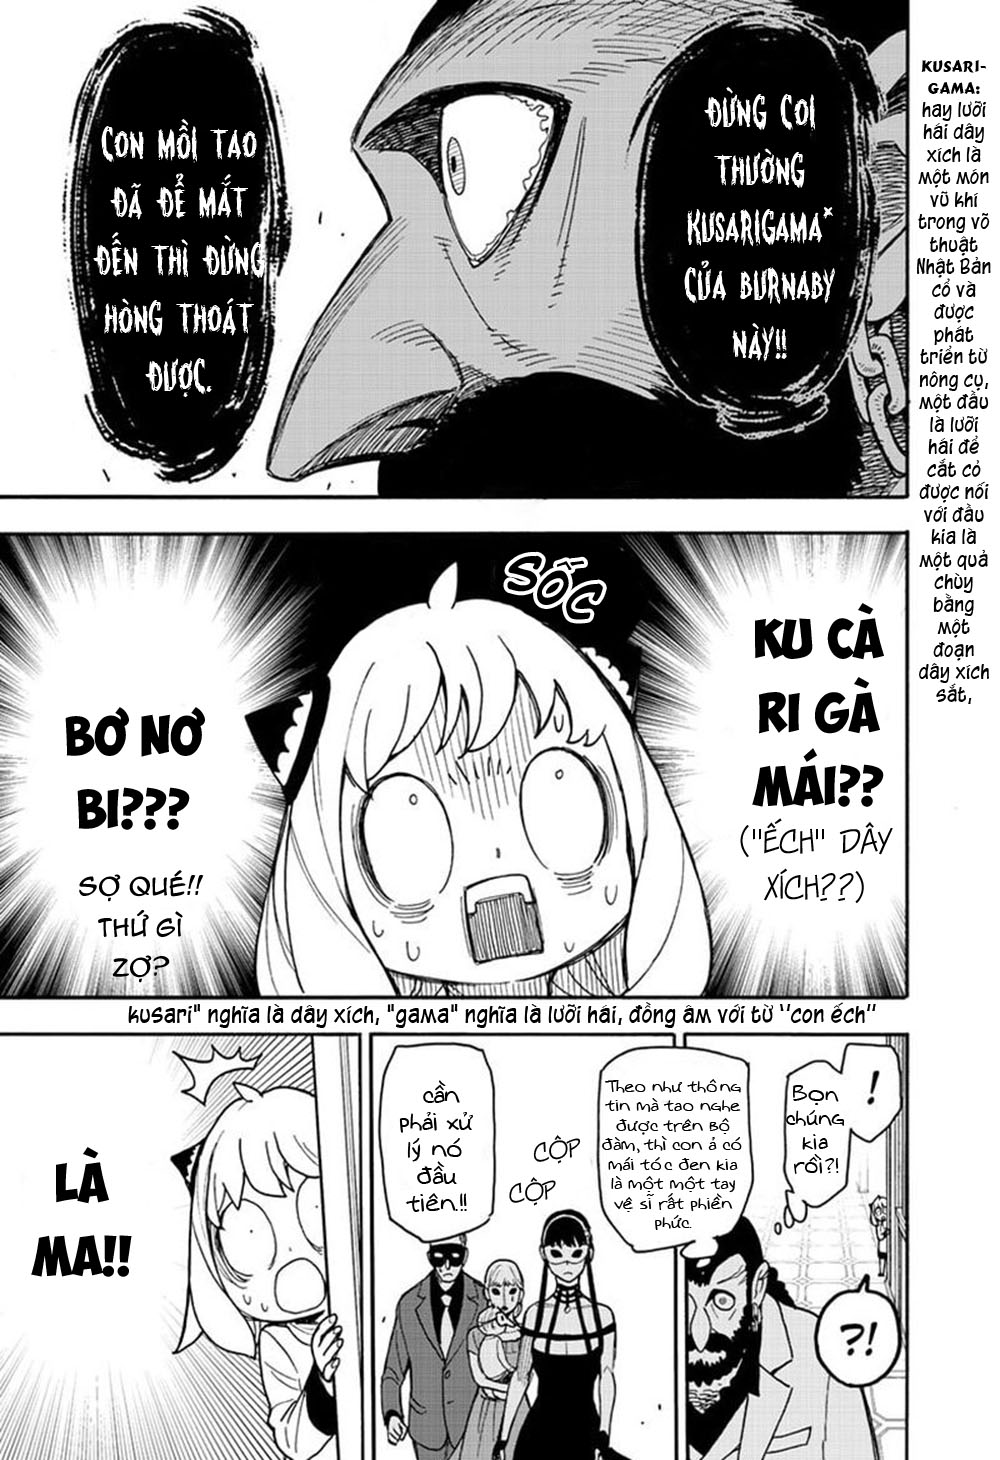 ĐỪNG COI
THƯỜNG
KUSARIGAMA*
CỦA BURNABY
NÀY!!
CON MỒI TAO
ĐÃ ĐỂ MẮT
ĐẾN THÌ ĐỪNG
HÒNG THOÁT
ĐƯỢC.
KUSARI-
GAMA:
hay lưỡi
hái dây
xích là
một món
vũ khí
trong võ
thuật
Nhật Bản
cổ và
được
phát
triển từ
nông cụ,
một đầu
là lưỡi
hái để
cắt cỏ
được nối
với đầu
kia là
một quả
chùy
bằng
một
đoạn
dây xích
sắt,
SỐC
KU CÀ
RI GÀ
MÁI??
("ẾCH" DÂY
XÍCH??)
BƠ NƠ
BI???
SỢ QUÉ!!
THỨ GÌ
ZỢ?
kusari" nghĩa là dây xích, "gama" nghĩa là lưỡi hái, đồng âm với từ ''con ếch''
!
Bọn
chúng
kia
rồi?!
?!
Theo như thông
tin mà tao nghe
được trên bộ
đàm, thì con ả có
mái tóc đen kia
là một một tay
vệ sĩ rất phiền
phức.
cần
phải xử
lý nó
đầu
tiên.!!
CỘP
CỘP
LÀ
MA!!